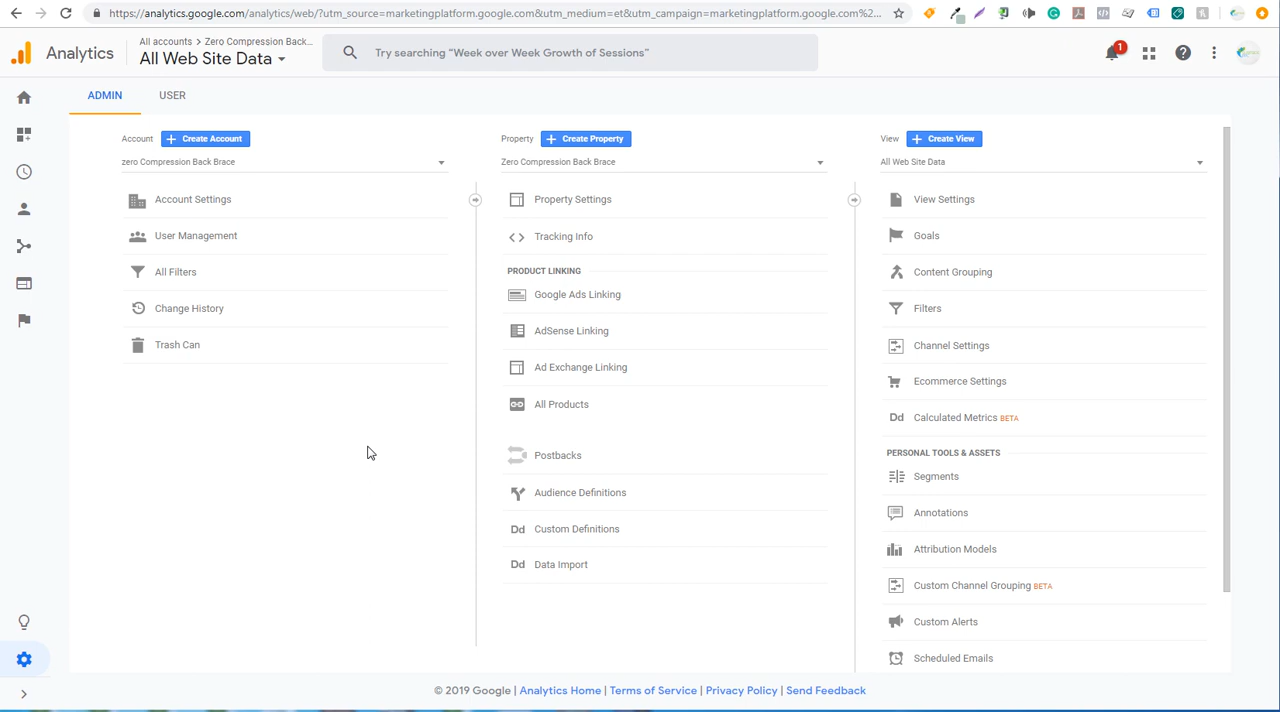 https://analytics.google.com/analytics/web/?utm_source=marketingplatform.google.com&utm_medium=et&utm_campaign=marketingplatform.google.com%2...
Analytics
All accounts > Zero Compression Back...
All Web Site Data
Try searching "Week over Week Growth of Sessions"
1
ADMIN
USER
Account
+ Create Account
zero Compression Back Brace
Account Settings
User Management
All Filters
Change History
Trash Can
Property
+ Create Property
Zero Compression Back Brace
Property Settings
Tracking Info
PRODUCT LINKING
Google Ads Linking
AdSense Linking
Ad Exchange Linking
All Products
Postbacks
Audience Definitions
Dd Custom Definitions
Dd Data Import
View
+ Create View
All Web Site Data
View Settings
Goals
Content Grouping
Filters
Channel Settings
Ecommerce Settings
Dd Calculated Metrics BETA
PERSONAL TOOLS & ASSETS
Segments
Annotations
Attribution Models
Custom Channel Grouping BETA
Custom Alerts
Scheduled Emails
© 2019 Google | Analytics Home | Terms of Service | Privacy Policy | Send Feedback